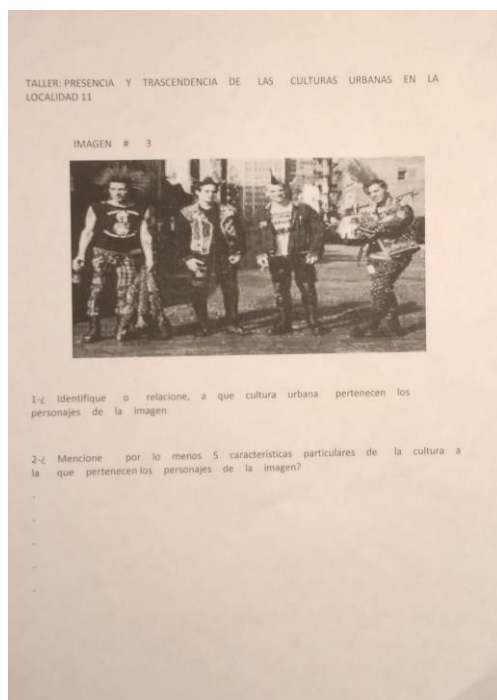 TALLER: PRESENCIA Y TRASCENDENCIA DE LAS CULTURAS URBANAS EN LA
LOCALIDAD 11
IMAGEN # 3
1-¿ Identifique o relacione, a que cultura urbana pertenecen los
personajes de la imagen
2-¿ Mencione por lo menos 5 características particulares de la cultura a
la que pertenecen los personajes de la imagen?
-
-
-
-
-